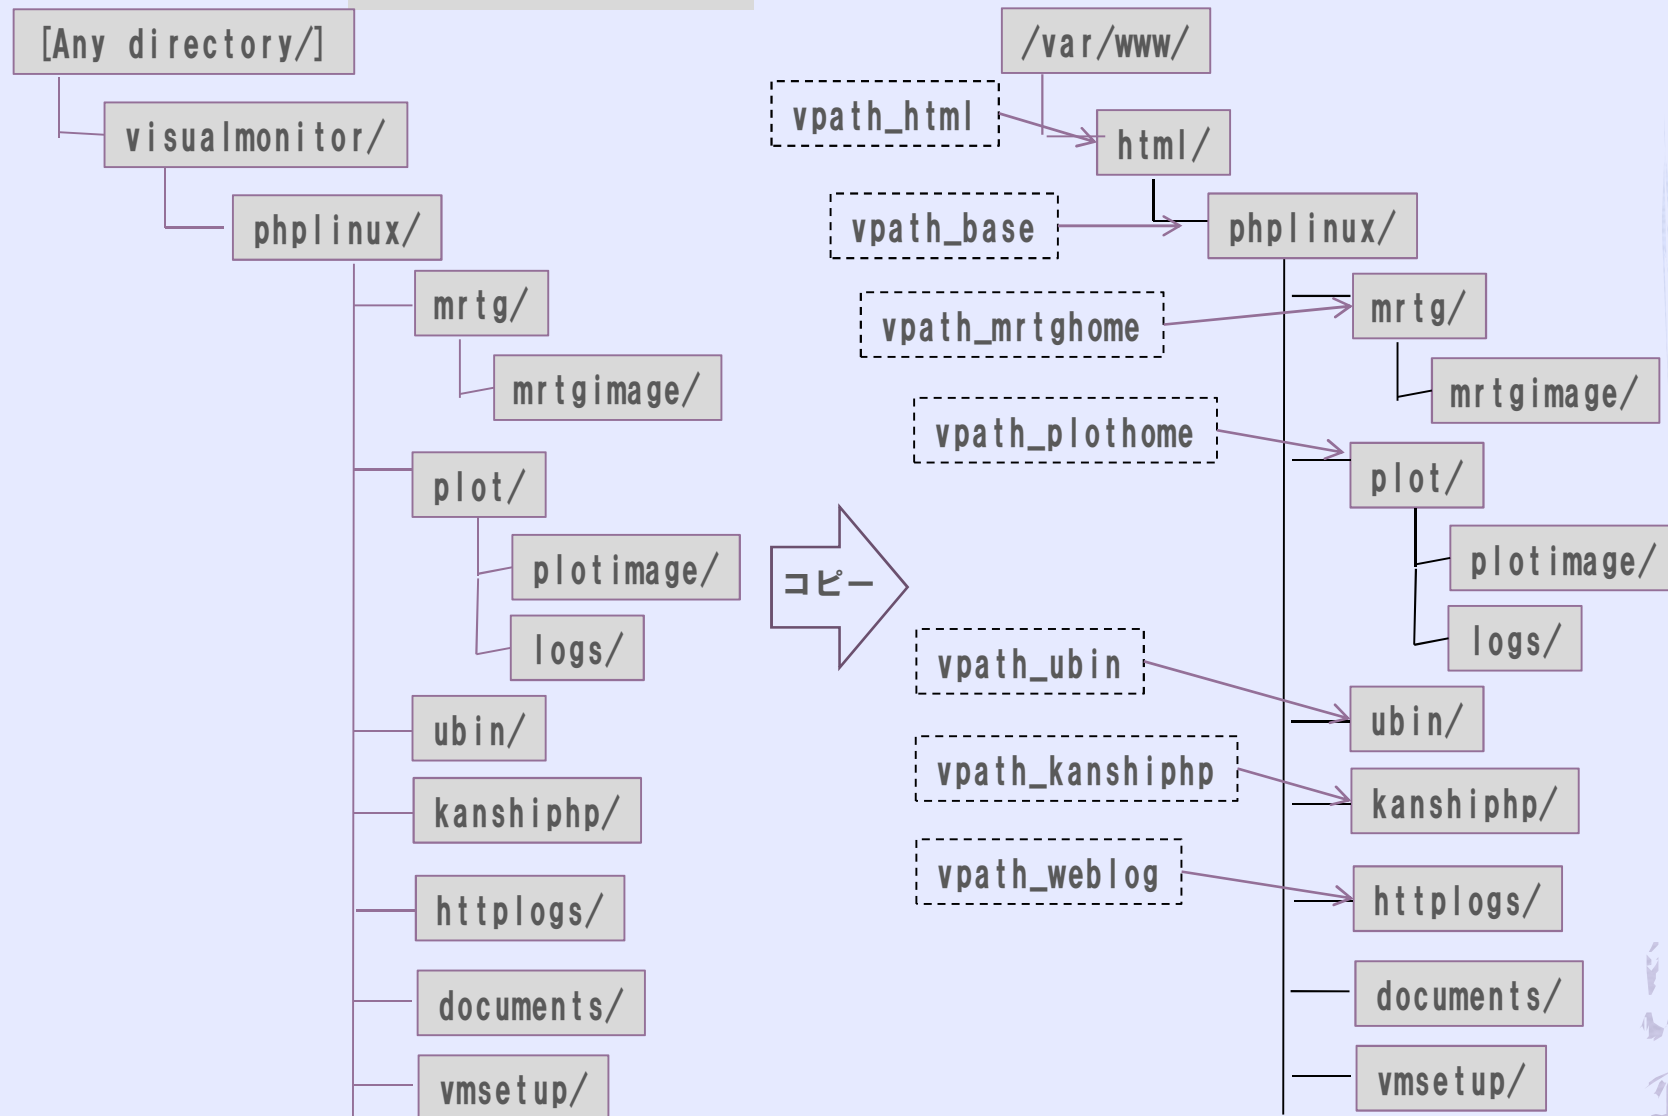 [Any directory/]
visualmonitor/
phplinux/
mrtg/
mrtgimage/
plot/
plotimage/
logs/
ubin/
kanshiphp/
httplogs/
documents/
vmsetup/
コピー
/var/www/
vpath_html
html/
vpath_base
phplinux/
vpath_mrtghome
mrtg/
mrtgimage/
vpath_plothome
plot/
plotimage/
logs/
vpath_ubin
ubin/
vpath_kanshiphp
kanshiphp/
vpath_weblog
httplogs/
documents/
vmsetup/